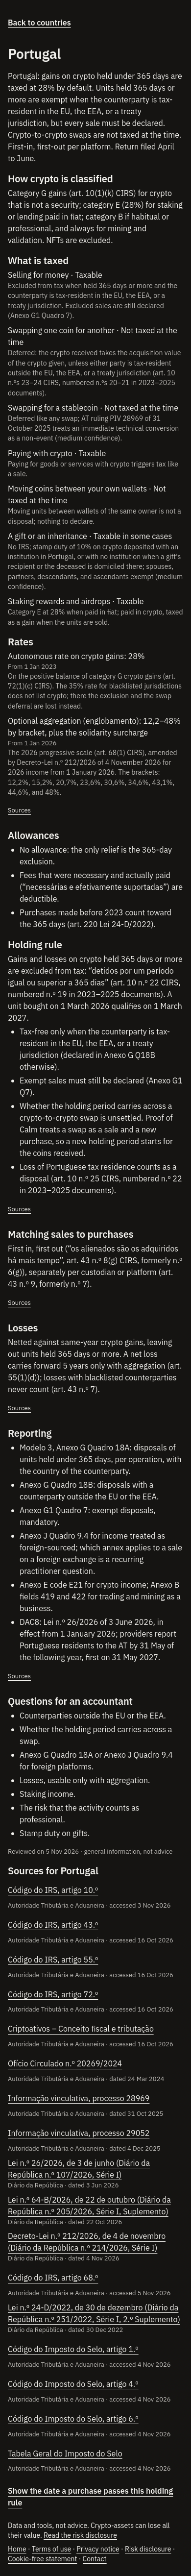 Back to countries
Portugal
Portugal: gains on crypto held under 365 days are
taxed at 28% by default. Units held 365 days or
more are exempt when the counterparty is tax-
resident in the EU, the EEA, or a treaty
jurisdiction, but every sale must be declared.
Crypto-to-crypto swaps are not taxed at the time.
First-in, first-out per platform. Return filed April
to June.
How crypto is classified
Category G gains (art. 10(1)(k) CIRS) for crypto
that is not a security; category E (28%) for staking
or lending paid in fiat; category B if habitual or
professional, and always for mining and
validation. NFTs are excluded.
What is taxed
Selling for money · Taxable
Excluded from tax when held 365 days or more and the
counterparty is tax-resident in the EU, the EEA, or a
treaty jurisdiction. Excluded sales are still declared
(Anexo G1 Quadro 7).
Swapping one coin for another · Not taxed at the
time
Deferred: the crypto received takes the acquisition value
of the crypto given, unless either party is tax-resident
outside the EU, the EEA, or a treaty jurisdiction (art. 10
n.ºs 23–24 CIRS, numbered n.ºs 20–21 in 2023–2025
documents).
Swapping for a stablecoin · Not taxed at the time
Deferred like any swap; AT ruling PIV 28969 of 31
October 2025 treats an immediate technical conversion
as a non-event (medium confidence).
Paying with crypto · Taxable
Paying for goods or services with crypto triggers tax like
a sale.
Moving coins between your own wallets · Not
taxed at the time
Moving units between wallets of the same owner is not a
disposal; nothing to declare.
A gift or an inheritance · Taxable in some cases
No IRS; stamp duty of 10% on crypto deposited with an
institution in Portugal, or with no institution when a gift's
recipient or the deceased is domiciled there; spouses,
partners, descendants, and ascendants exempt (medium
confidence).
Staking rewards and airdrops · Taxable
Category E at 28% when paid in fiat; paid in crypto, taxed
as a gain when the units are sold.
Rates
Autonomous rate on crypto gains: 28%
From 1 Jan 2023
On the positive balance of category G crypto gains (art.
72(1)(c) CIRS). The 35% rate for blacklisted jurisdictions
does not list crypto; there the exclusion and the swap
deferral are lost instead.
Optional aggregation (englobamento): 12,2–48%
by bracket, plus the solidarity surcharge
From 1 Jan 2026
The 2026 progressive scale (art. 68(1) CIRS), amended
by Decreto-Lei n.º 212/2026 of 4 November 2026 for
2026 income from 1 January 2026. The brackets:
12,2%, 15,2%, 20,7%, 23,6%, 30,6%, 34,6%, 43,1%,
44,6%, and 48%.
Sources
Allowances
No allowance: the only relief is the 365-day
exclusion.
Fees that were necessary and actually paid
(“necessárias e efetivamente suportadas”) are
deductible.
Purchases made before 2023 count toward
the 365 days (art. 220 Lei 24-D/2022).
Holding rule
Gains and losses on crypto held 365 days or more
are excluded from tax: “detidos por um período
igual ou superior a 365 dias” (art. 10 n.º 22 CIRS,
numbered n.º 19 in 2023–2025 documents). A
unit bought on 1 March 2026 qualifies on 1 March
2027.
Tax-free only when the counterparty is tax-
resident in the EU, the EEA, or a treaty
jurisdiction (declared in Anexo G Q18B
otherwise).
Exempt sales must still be declared (Anexo G1
Q7).
Whether the holding period carries across a
crypto-to-crypto swap is unsettled. Proof of
Calm treats a swap as a sale and a new
purchase, so a new holding period starts for
the coins received.
Loss of Portuguese tax residence counts as a
disposal (art. 10 n.º 25 CIRS, numbered n.º 22
in 2023–2025 documents).
Sources
Matching sales to purchases
First in, first out (“os alienados são os adquiridos
há mais tempo”, art. 43 n.º 8(g) CIRS, formerly n.º
6(g)), separately per custodian or platform (art.
43 n.º 9, formerly n.º 7).
Sources
Losses
Netted against same-year crypto gains, leaving
out units held 365 days or more. A net loss
carries forward 5 years only with aggregation (art.
55(1)(d)); losses with blacklisted counterparties
never count (art. 43 n.º 7).
Sources
Reporting
Modelo 3, Anexo G Quadro 18A: disposals of
units held under 365 days, per operation, with
the country of the counterparty.
Anexo G Quadro 18B: disposals with a
counterparty outside the EU or the EEA.
Anexo G1 Quadro 7: exempt disposals,
mandatory.
Anexo J Quadro 9.4 for income treated as
foreign-sourced; which annex applies to a sale
on a foreign exchange is a recurring
practitioner question.
Anexo E code E21 for crypto income; Anexo B
fields 419 and 422 for trading and mining as a
business.
DAC8: Lei n.º 26/2026 of 3 June 2026, in
effect from 1 January 2026; providers report
Portuguese residents to the AT by 31 May of
the following year, first on 31 May 2027.
Sources
Questions for an accountant
Counterparties outside the EU or the EEA.
Whether the holding period carries across a
swap.
Anexo G Quadro 18A or Anexo J Quadro 9.4
for foreign platforms.
Losses, usable only with aggregation.
Staking income.
The risk that the activity counts as
professional.
Stamp duty on gifts.
Reviewed on 5 Nov 2026 · general information, not advice
Sources for Portugal
Código do IRS, artigo 10.º
Autoridade Tributária e Aduaneira · accessed 3 Nov 2026
Código do IRS, artigo 43.º
Autoridade Tributária e Aduaneira · accessed 16 Oct 2026
Código do IRS, artigo 55.º
Autoridade Tributária e Aduaneira · accessed 16 Oct 2026
Código do IRS, artigo 72.º
Autoridade Tributária e Aduaneira · accessed 16 Oct 2026
Criptoativos – Conceito fiscal e tributação
Autoridade Tributária e Aduaneira · accessed 16 Oct 2026
Ofício Circulado n.º 20269/2024
Autoridade Tributária e Aduaneira · dated 24 Mar 2024
Informação vinculativa, processo 28969
Autoridade Tributária e Aduaneira · dated 31 Oct 2025
Informação vinculativa, processo 29052
Autoridade Tributária e Aduaneira · dated 4 Dec 2025
Lei n.º 26/2026, de 3 de junho (Diário da
República n.º 107/2026, Série I)
Diário da República · dated 3 Jun 2026
Lei n.º 64-B/2026, de 22 de outubro (Diário da
República n.º 205/2026, Série I, Suplemento)
Diário da República · dated 22 Oct 2026
Decreto-Lei n.º 212/2026, de 4 de novembro
(Diário da República n.º 214/2026, Série I)
Diário da República · dated 4 Nov 2026
Código do IRS, artigo 68.º
Autoridade Tributária e Aduaneira · accessed 5 Nov 2026
Lei n.º 24-D/2022, de 30 de dezembro (Diário da
República n.º 251/2022, Série I, 2.º Suplemento)
Diário da República · dated 30 Dec 2022
Código do Imposto do Selo, artigo 1.º
Autoridade Tributária e Aduaneira · accessed 4 Nov 2026
Código do Imposto do Selo, artigo 4.º
Autoridade Tributária e Aduaneira · accessed 4 Nov 2026
Código do Imposto do Selo, artigo 6.º
Autoridade Tributária e Aduaneira · accessed 4 Nov 2026
Tabela Geral do Imposto do Selo
Autoridade Tributária e Aduaneira · accessed 4 Nov 2026
Show the date a purchase passes this holding
rule
Data and tools, not advice. Crypto-assets can lose all
their value. Read the risk disclosure
Home · Terms of use · Privacy notice · Risk disclosure ·
Cookie-free statement · Contact